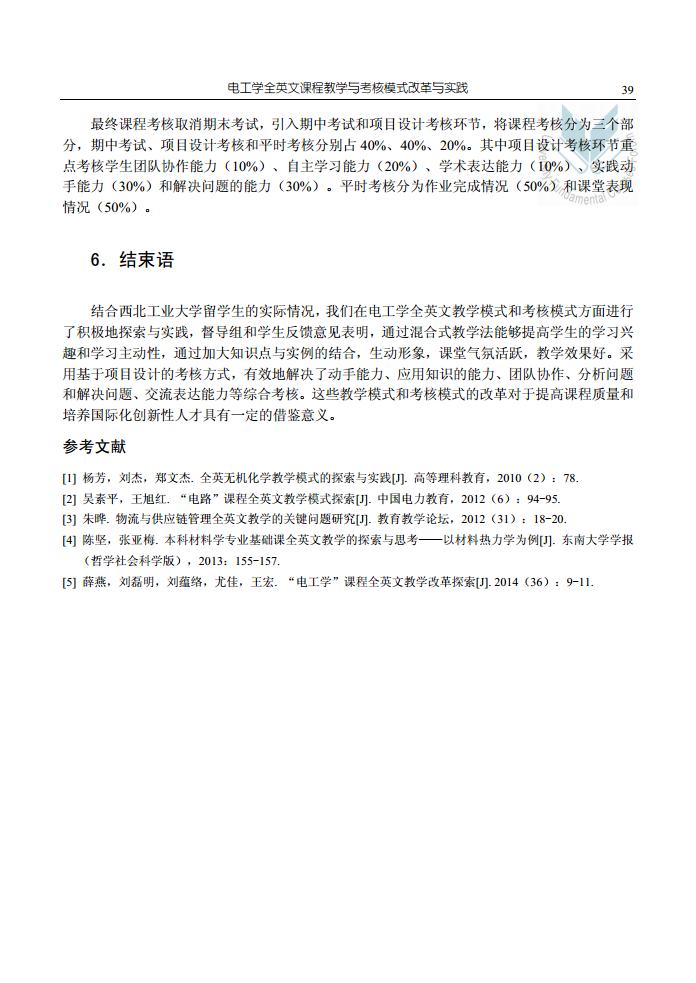 电工学全英文课程教学与考核模式改革与实践 39
最终课程考核取消期末考试，引入期中考试和项目设计考核环节，将课程考核分为三个部
分，期中考试、项目设计考核和平时考核分别占 40%、40%、20%。其中项目设计考核环节重
点考核学生团队协作能力（10%）、自主学习能力（20%）、学术表达能力（10%）、实践动
手能力（30%）和解决问题的能力（30%）。平时考核分为作业完成情况（50%）和课堂表现
情况（50%）。
6．结束语
结合西北工业大学留学生的实际情况，我们在电工学全英文教学模式和考核模式方面进行
了积极地探索与实践，督导组和学生反馈意见表明，通过混合式教学法能够提高学生的学习兴
趣和学习主动性，通过加大知识点与实例的结合，生动形象，课堂气氛活跃，教学效果好。采
用基于项目设计的考核方式，有效地解决了动手能力、应用知识的能力、团队协作、分析问题
和解决问题、交流表达能力等综合考核。这些教学模式和考核模式的改革对于提高课程质量和
培养国际化创新性人才具有一定的借鉴意义。
参考文献
[1] 杨芳，刘杰，郑文杰. 全英无机化学教学模式的探索与实践[J]. 高等理科教育，2010（2）：78.
[2] 吴素平，王旭红. “电路”课程全英文教学模式探索[J]. 中国电力教育，2012（6）：94-95.
[3] 朱晔. 物流与供应链管理全英文教学的关键问题研究[J]. 教育教学论坛，2012（31）：18-20.
[4] 陈坚，张亚梅. 本科材料学专业基础课全英文教学的探索与思考——以材料热力学为例[J]. 东南大学学报
（哲学社会科学版），2013：155-157.
[5] 薛燕，刘磊明，刘蕴络，尤佳，王宏. “电工学”课程全英文教学改革探索[J]. 2014（36）：9-11.